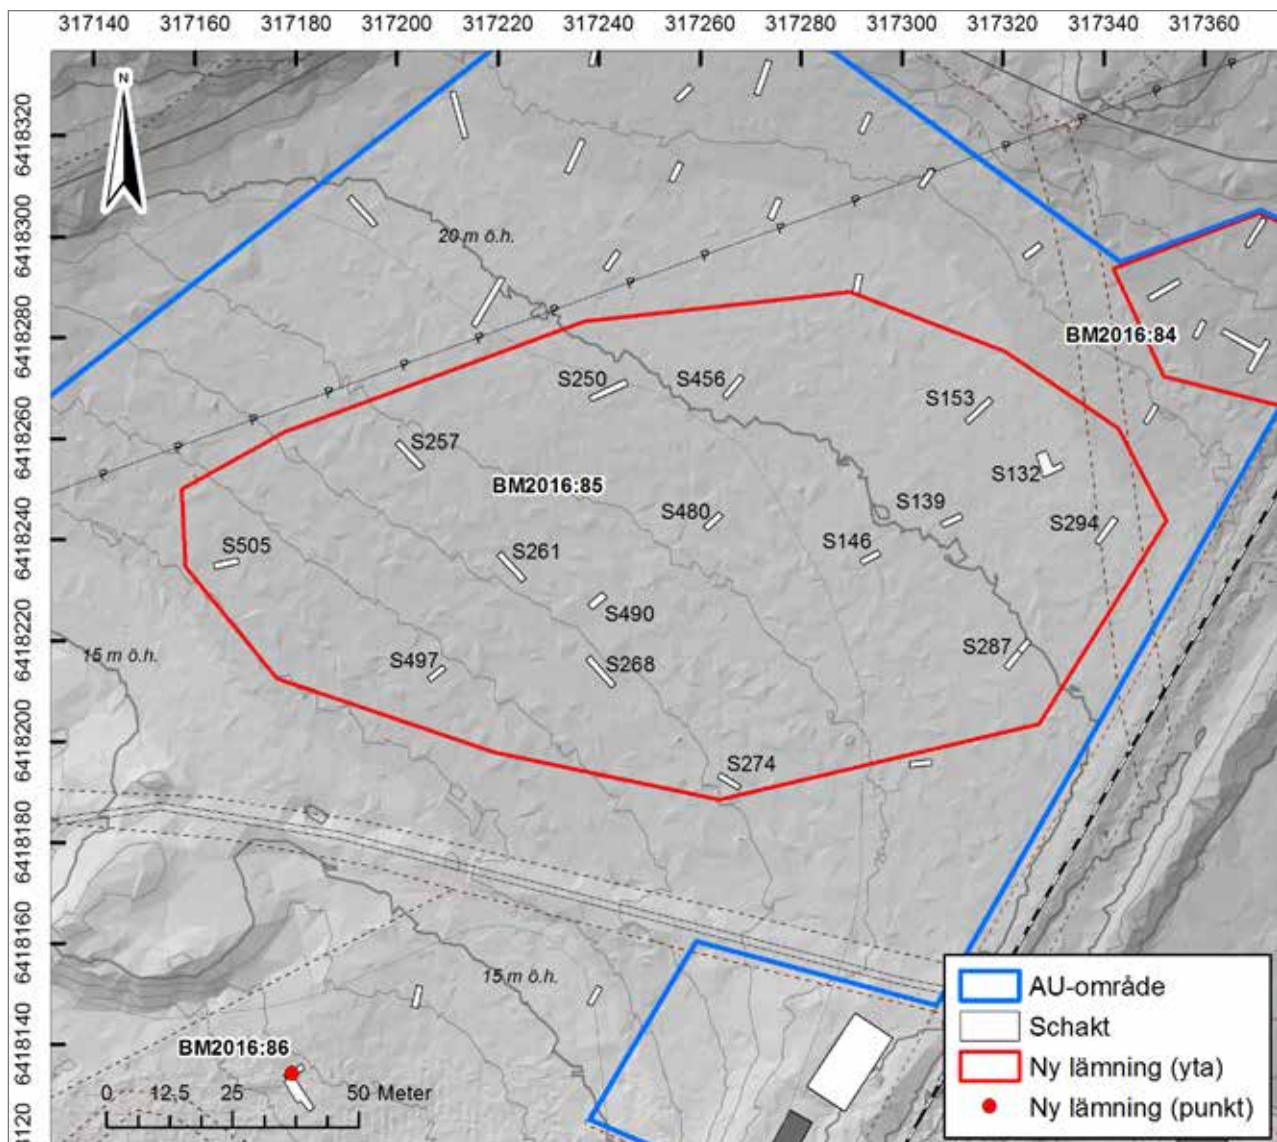 317140 317160 317180 317200 317220 317240 317260 317280 317300 317320 317340 317360
N
6418320
6418300
20 m ö.h.
6418280
BM2016:84
S250
S456
S153
6418260
S257
BM2016:85
S132
S480
S139
S294
6418240
S146
S505
S261
S490
6418220
S287
15 m ö.h.
S497
S268
6418200
S274
6418180
6418160
15 m ö.h.
AU-område
Schakt
Ny lämning (yta)
Ny lämning (punkt)
6418140
BM2016:86
0 12,5 25 50 Meter